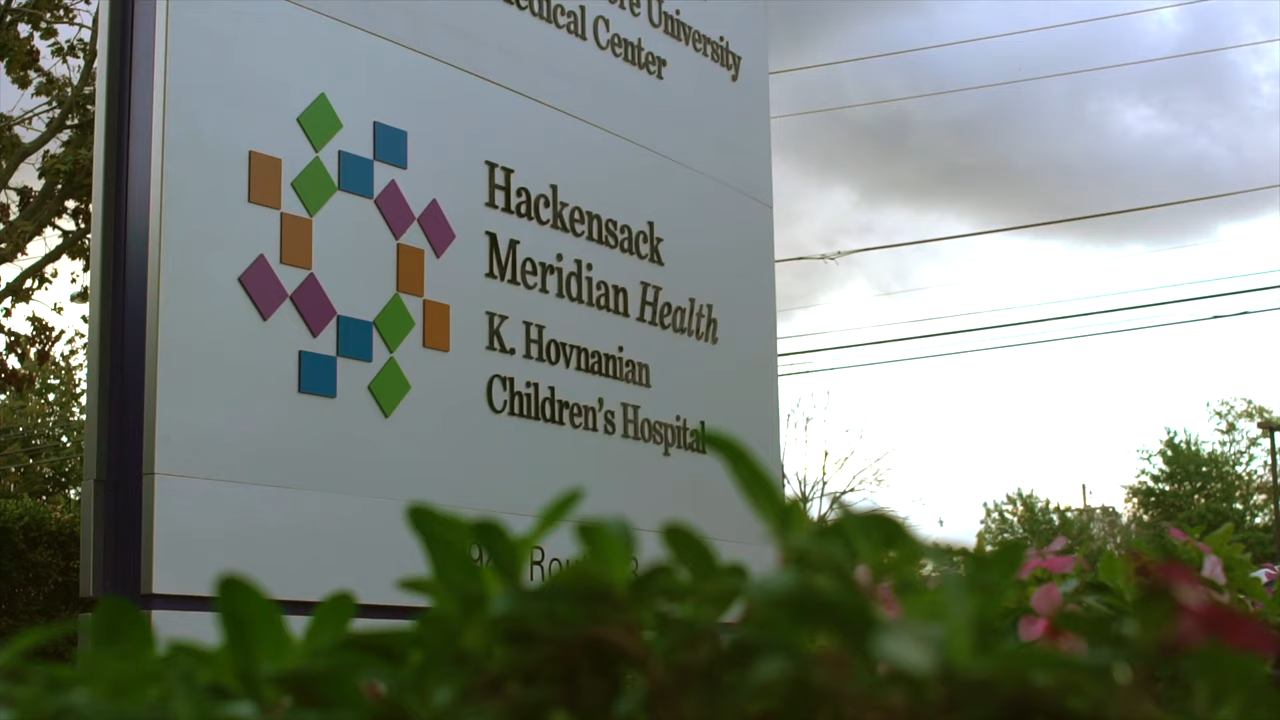 University
Medical Center
Hackensack
Meridian Health
K. Hovnanian
Children's Hospital